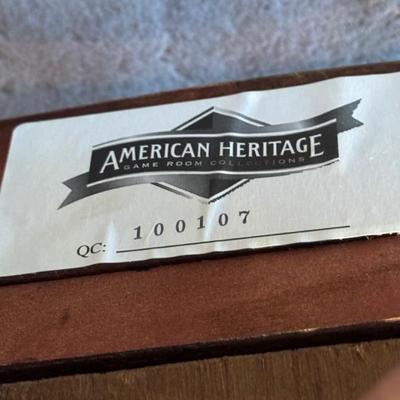 AMERICAN HERITAGE
GAME ROOM COLLECTIONS
QC: 100107